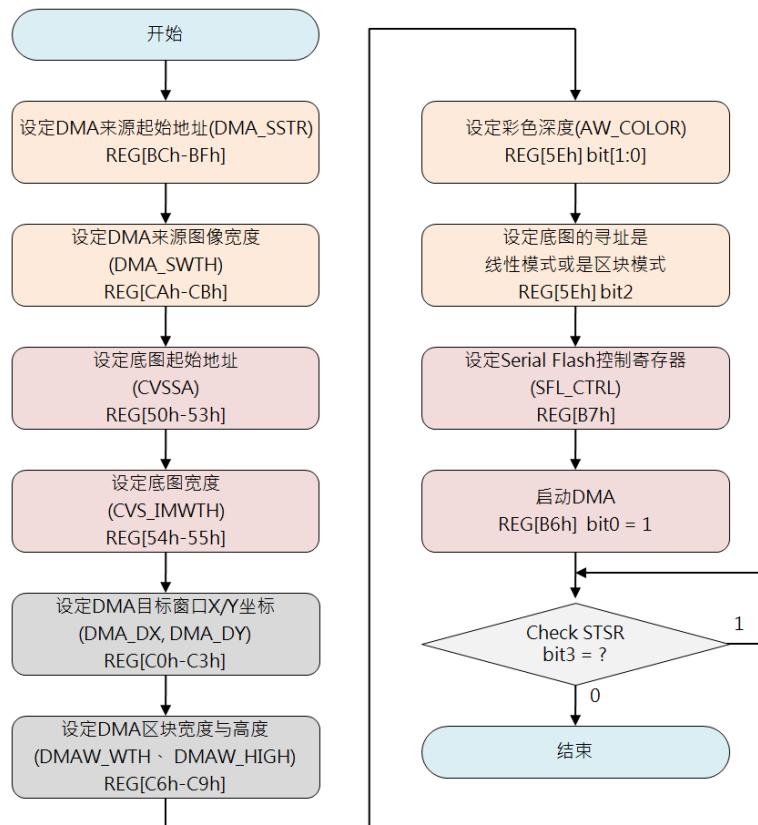 开始
设定DMA来源起始地址(DMA_SSTR)
REG[BCh-BFh]
设定DMA来源图像宽度
(DMA_SWTH)
REG[CAh-CBh]
设定底图起始地址
(CVSSA)
REG[50h-53h]
设定底图宽度
(CVS_IMWTH)
REG[54h-55h]
设定DMA目标窗口X/Y坐标
(DMA_DX, DMA_DY)
REG[C0h-C3h]
设定DMA区块宽度与高度
(DMAW_WTH、 DMAW_HIGH)
REG[C6h-C9h]
设定彩色深度(AW_COLOR)
REG[5Eh] bit[1:0]
设定底图的寻址是
线性模式或是区块模式
REG[5Eh] bit2
设定Serial Flash控制寄存器
(SFL_CTRL)
REG[B7h]
启动DMA
REG[B6h] bit0 = 1
Check STSR
bit3 = ?
1
0
结束